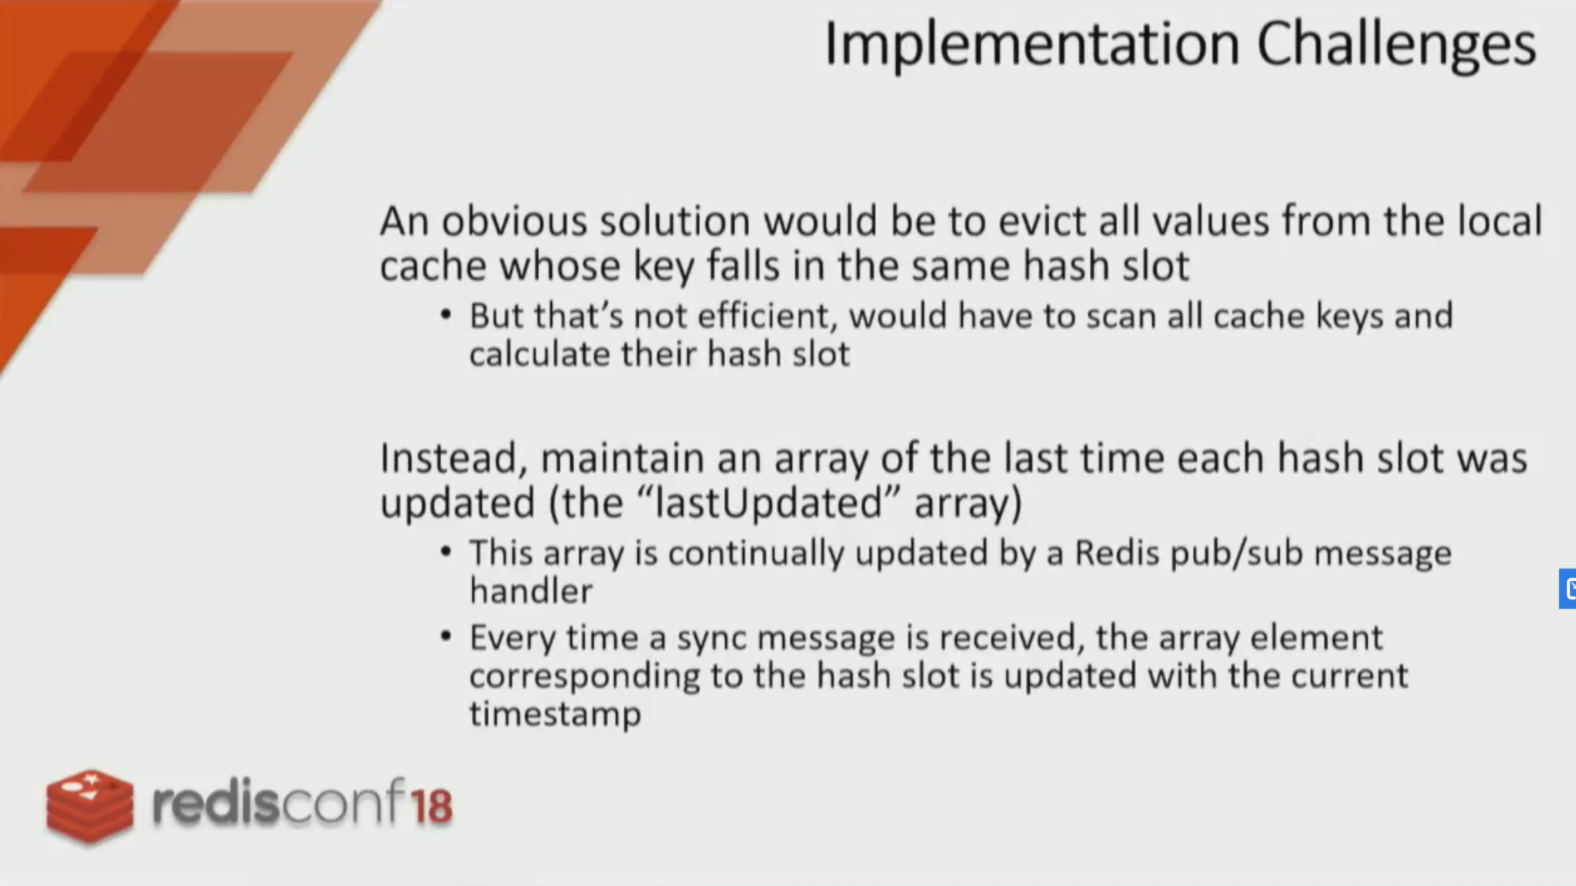 Implementation Challenges
An obvious solution would be to evict all values from the local
cache whose key falls in the same hash slot
• But that's not efficient, would have to scan all cache keys and
calculate their hash slot
Instead, maintain an array of the last time each hash slot was
updated (the “lastUpdated” array)
• This array is continually updated by a Redis pub/sub message
handler
• Every time a sync message is received, the array element
corresponding to the hash slot is updated with the current
timestamp
redisconf18